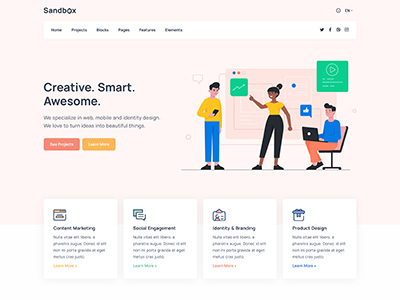 Sandbox
EN
Home Projects Blocks Pages Features Elements
Creative. Smart.
Awesome.
We specialize in web, mobile and identity design.
We love to turn ideas into beautiful things.
See Projects Learn More
Content Marketing
Nulla vitae elit libero, a
pharetra augue. Donec id elit
non mi porta gravida at eget
metus cras justo.
Learn More »
Social Engagement
Nulla vitae elit libero, a
pharetra augue. Donec id elit
non mi porta gravida at eget
metus cras justo.
Learn More »
Identity & Branding
Nulla vitae elit libero, a
pharetra augue. Donec id elit
non mi porta gravida at eget
metus cras justo.
Learn More »
Product Design
Nulla vitae elit libero, a
pharetra augue. Donec id elit
non mi porta gravida at eget
metus cras justo.
Learn More »